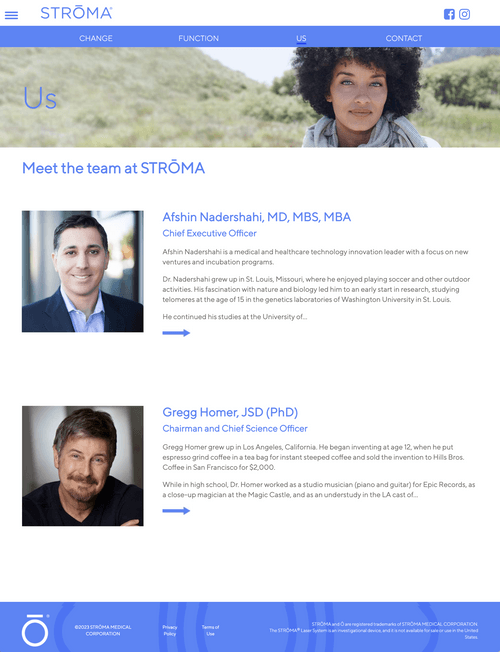 STRŌMA®
CHANGE FUNCTION US CONTACT
Us
Meet the team at STRŌMA
Afshin Nadershahi, MD, MBS, MBA
Chief Executive Officer
Afshin Nadershahi is a medical and healthcare technology innovation leader with a focus on new
ventures and incubation programs.
Dr. Nadershahi grew up in St. Louis, Missouri, where he enjoyed playing soccer and other outdoor
activities. His fascination with nature and biology led him to an early start in research, studying
telomeres at the age of 15 in the genetics laboratories of Washington University in St. Louis.
He continued his studies at the University of...
Gregg Homer, JSD (PhD)
Chairman and Chief Science Officer
Gregg Homer grew up in Los Angeles, California. He began inventing at age 12, when he put
espresso grind coffee in a tea bag for instant steeped coffee and sold the invention to Hills Bros.
Coffee in San Francisco for $2,000.
While in high school, Dr. Homer worked as a studio musician (piano and guitar) for Epic Records, as
a close-up magician at the Magic Castle, and as an understudy in the LA cast of...
Ō®
©2023 STRŌMA MEDICAL
CORPORATION
Privacy
Policy
Terms of
Use
STRŌMA and Ō are registered trademarks of STRŌMA MEDICAL CORPORATION.
The STRŌMA® Laser System is an investigational device, and it is not available for sale or use in the United
States.